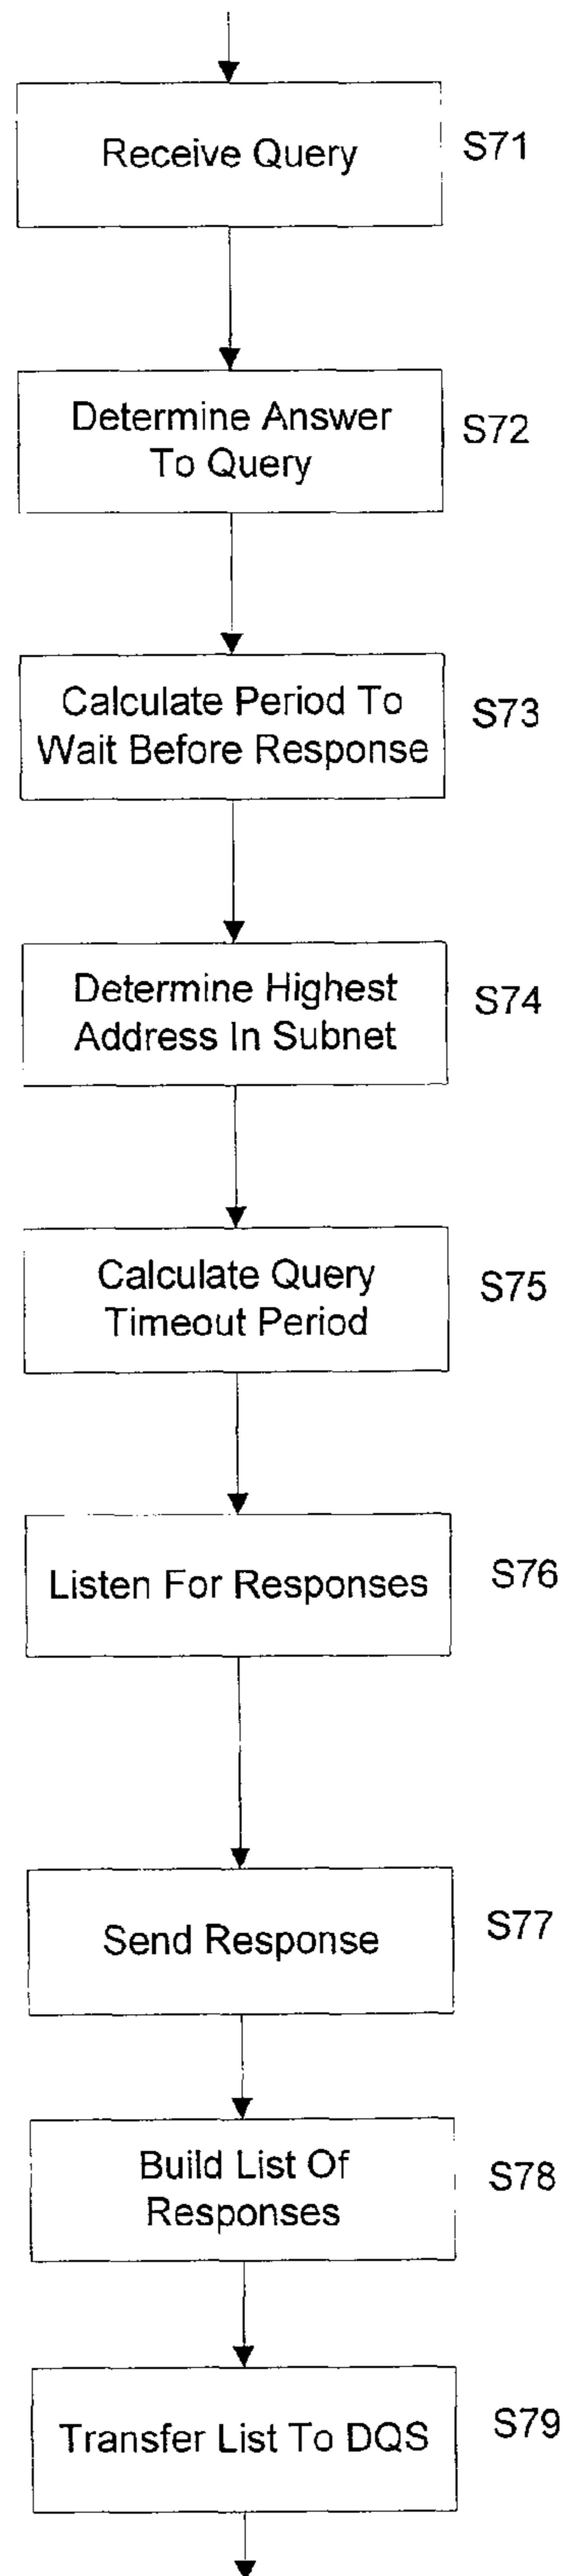 Receive Query
S71
Determine Answer
To Query
S72
Calculate Period To
Wait Before Response
S73
Determine Highest
Address In Subnet
S74
Calculate Query
Timeout Period
S75
Listen For Responses
S76
Send Response
S77
Build List Of
Responses
S78
Transfer List To DQS
S79